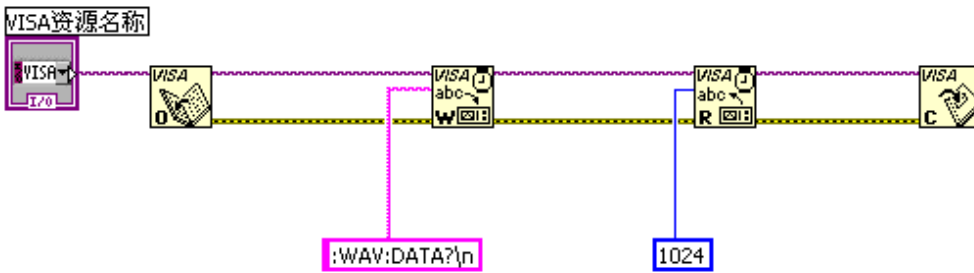 VISA资源名称
VISA
I/O
VISA
O
VISA
abc
W
VISA
abc
R
VISA
C
:WAV:DATA?\n
1024